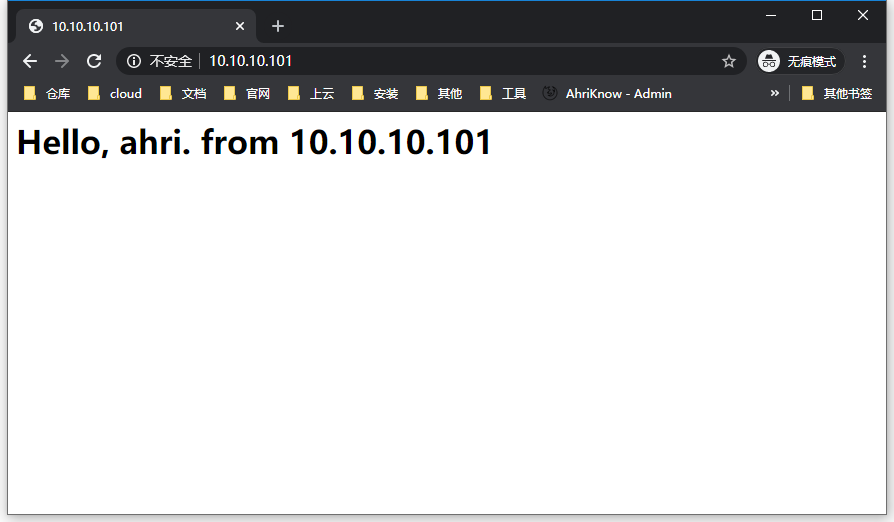 10.10.10.101
不安全 10.10.10.101 无痕模式
仓库 cloud 文档 官网 上云 安装 其他 工具 AhriKnow - Admin » 其他书签
Hello, ahri. from 10.10.10.101